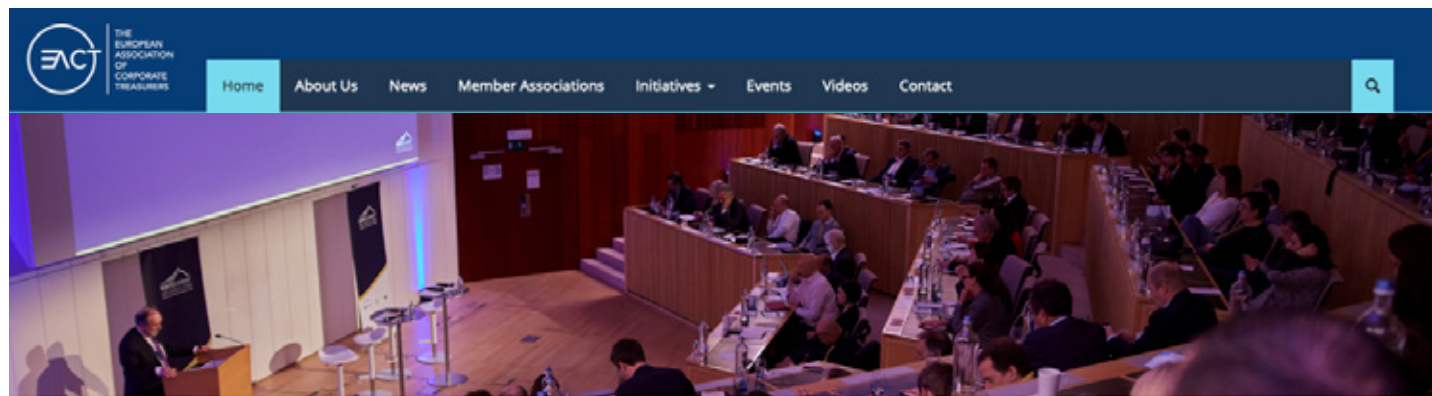 EACT
THE
EUROPEAN
ASSOCIATION
OF
CORPORATE
TREASURERS
Home About Us News Member Associations Initiatives Events Videos Contact